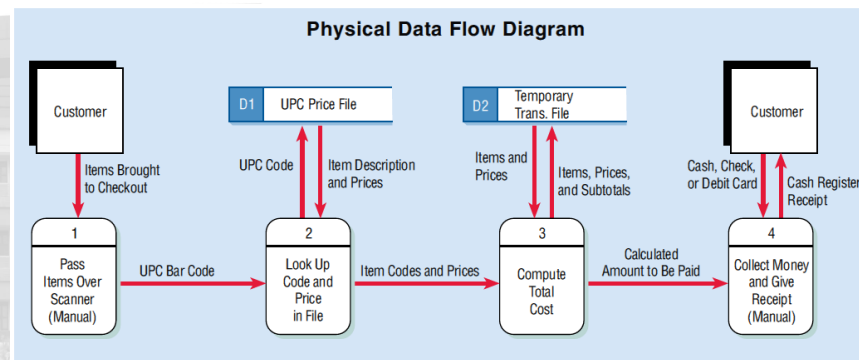 Physical Data Flow Diagram
Customer
D1
UPC Price File
D2
Temporary
Trans. File
Customer
Items Brought
to Checkout
UPC Code
Item Description
and Prices
Items and
Prices
Items, Prices,
and Subtotals
Cash, Check,
or Debit Card
Cash Register
Receipt
1
Pass
Items Over
Scanner
(Manual)
UPC Bar Code
2
Look Up
Code and
Price
in File
Item Codes and Prices
3
Compute
Total
Cost
Calculated
Amount to Be Paid
4
Collect Money
and Give
Receipt
(Manual)